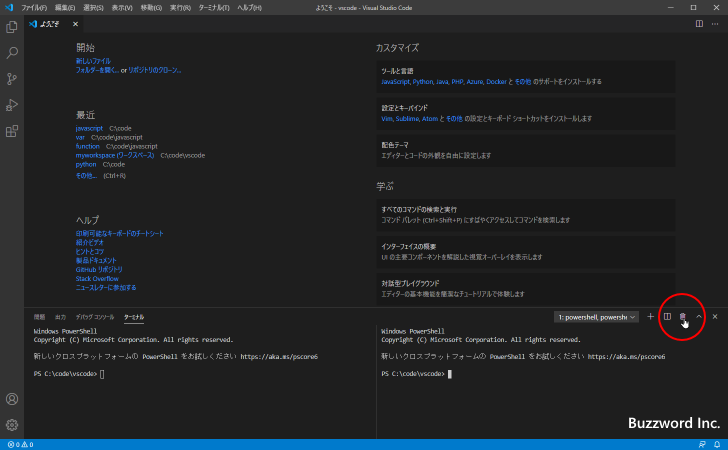 ファイル(F) 編集(E) 選択(S) 表示(V) 移動(G) 実行(R) ターミナル(T) ヘルプ(H) ようこそ - vscode - Visual Studio Code
ようこそ
開始
新しいファイル
フォルダーを開く... or リポジトリのクローン...
最近
javascript C:\code
var C:\code\javascript
function C:\code\javascript
myworkspace (ワークスペース) C:\code\vscode
python C:\code
その他... (Ctrl+R)
ヘルプ
印刷可能なキーボードのチートシート
紹介ビデオ
ヒントとコツ
製品ドキュメント
GitHub リポジトリ
Stack Overflow
ニュースレターに参加する
カスタマイズ
ツールと言語
JavaScript, Python, Java, PHP, Azure, Docker と その他 のサポートをインストールする
設定とキーバインド
Vim, Sublime, Atom と その他 の設定とキーボード ショートカットをインストールします
配色テーマ
エディターとコードの外観を自由に設定します
学ぶ
すべてのコマンドの検索と実行
コマンド パレット (Ctrl+Shift+P) にすばやくアクセスしてコマンドを検索します
インターフェイスの概要
UI の主要コンポーネントを解説した視覚オーバーレイを表示します
対話型プレイグラウンド
エディターの基本機能を簡潔なチュートリアルで体験します
問題 出力 デバッグ コンソール ターミナル 1: powershell, powershe
Windows PowerShell
Copyright (C) Microsoft Corporation. All rights reserved.
新しいクロスプラットフォームの PowerShell をお試しください https://aka.ms/pscore6
PS C:\code\vscode>
Windows PowerShell
Copyright (C) Microsoft Corporation. All rights reserved.
新しいクロスプラットフォームの PowerShell をお試しください https://aka.ms/pscore6
PS C:\code\vscode>
Buzzword Inc.
0 0